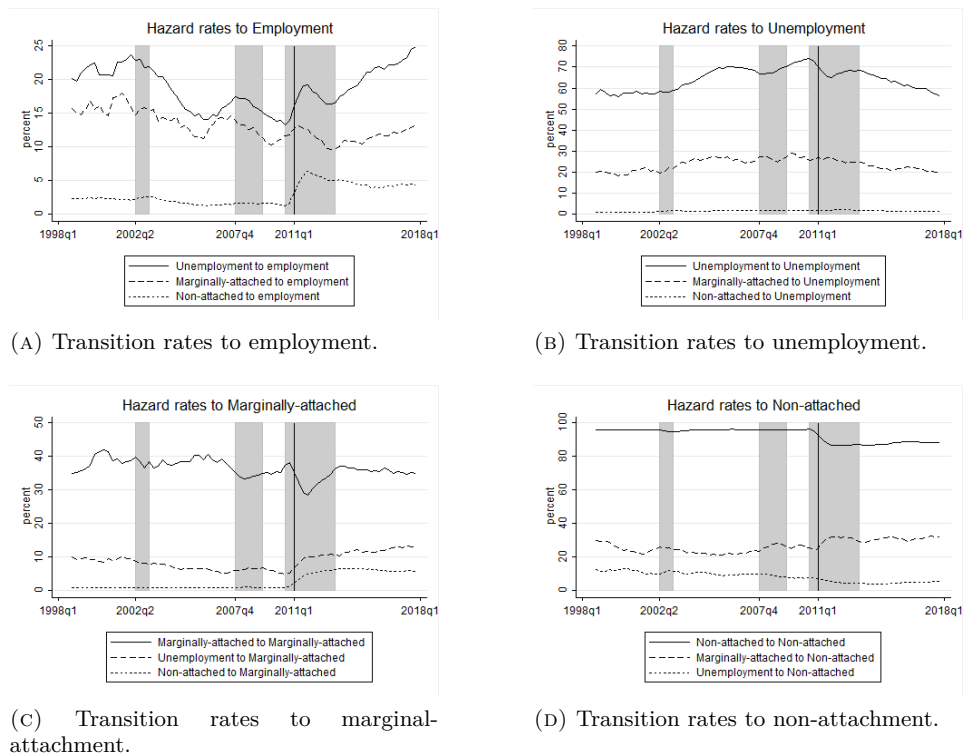 Hazard rates to Employment
25
20
15
10
5
0
percent
1998q1 2002q2 2007q4 2011q1 2018q1
Unemployment to employment
Marginally-attached to employment
Non-attached to employment
(A) Transition rates to employment.
Hazard rates to Unemployment
80
70
60
50
40
30
20
10
0
percent
1998q1 2002q2 2007q4 2011q1 2018q1
Unemployment to Unemployment
Marginally-attached to Unemployment
Non-attached to Unemployment
(B) Transition rates to unemployment.
Hazard rates to Marginally-attached
50
40
30
20
10
0
percent
1998q1 2002q2 2007q4 2011q1 2018q1
Marginally-attached to Marginally-attached
Unemployment to Marginally-attached
Non-attached to Marginally-attached
(C) Transition rates to marginal-
attachment.
Hazard rates to Non-attached
100
80
60
40
20
0
percent
1998q1 2002q2 2007q4 2011q1 2018q1
Non-attached to Non-attached
Marginally-attached to Non-attached
Unemployment to Non-attached
(D) Transition rates to non-attachment.